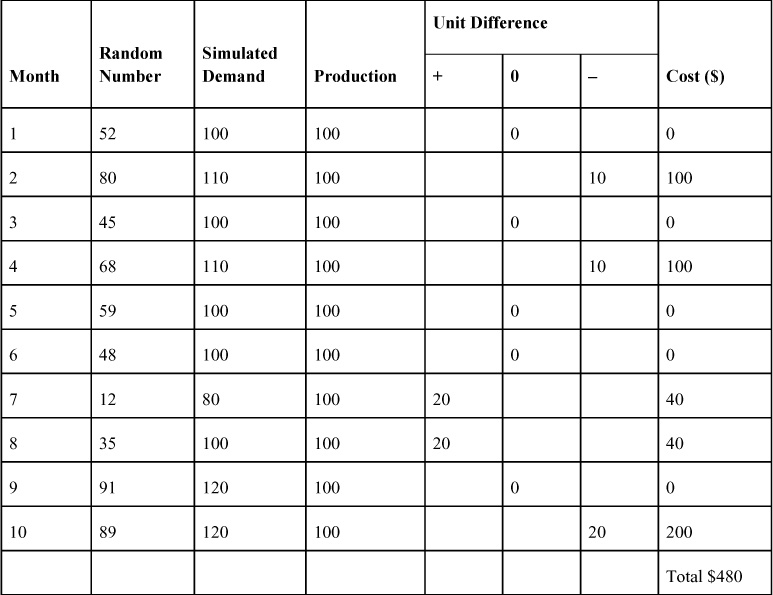 Unit Difference
Random Simulated
Month Number Demand Production + 0 – Cost ($)
1 52 100 100 0 0
2 80 110 100 10 100
3 45 100 100 0 0
4 68 110 100 10 100
5 59 100 100 0 0
6 48 100 100 0 0
7 12 80 100 20 40
8 35 100 100 20 40
9 91 120 100 0 0
10 89 120 100 20 200
Total $480